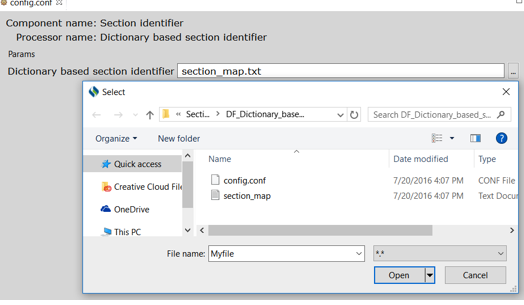 config.conf
Component name: Section identifier
Processor name: Dictionary based section identifier
Params
Dictionary based section identifier section_map.txt ...
Select
« Secti... > DF_Dictionary_base... Search DF_Dictionary_based_s...
Organize New folder
Quick access
Creative Cloud File
OneDrive
This PC
Name Date modified Type
config.conf 7/20/2016 4:07 PM CONF File
section_map 7/20/2016 4:07 PM Text Docum
File name: Myfile *.*
Open Cancel